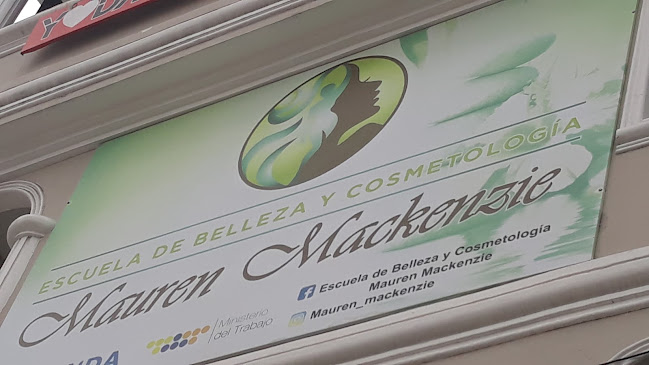 ESCUELA DE BELLEZA Y COSMETOLOGÍA
Mauren Mackenzie
Escuela de Belleza y Cosmetología
Mauren Mackenzie
Mauren_mackenzie
Ministerio
del Trabajo